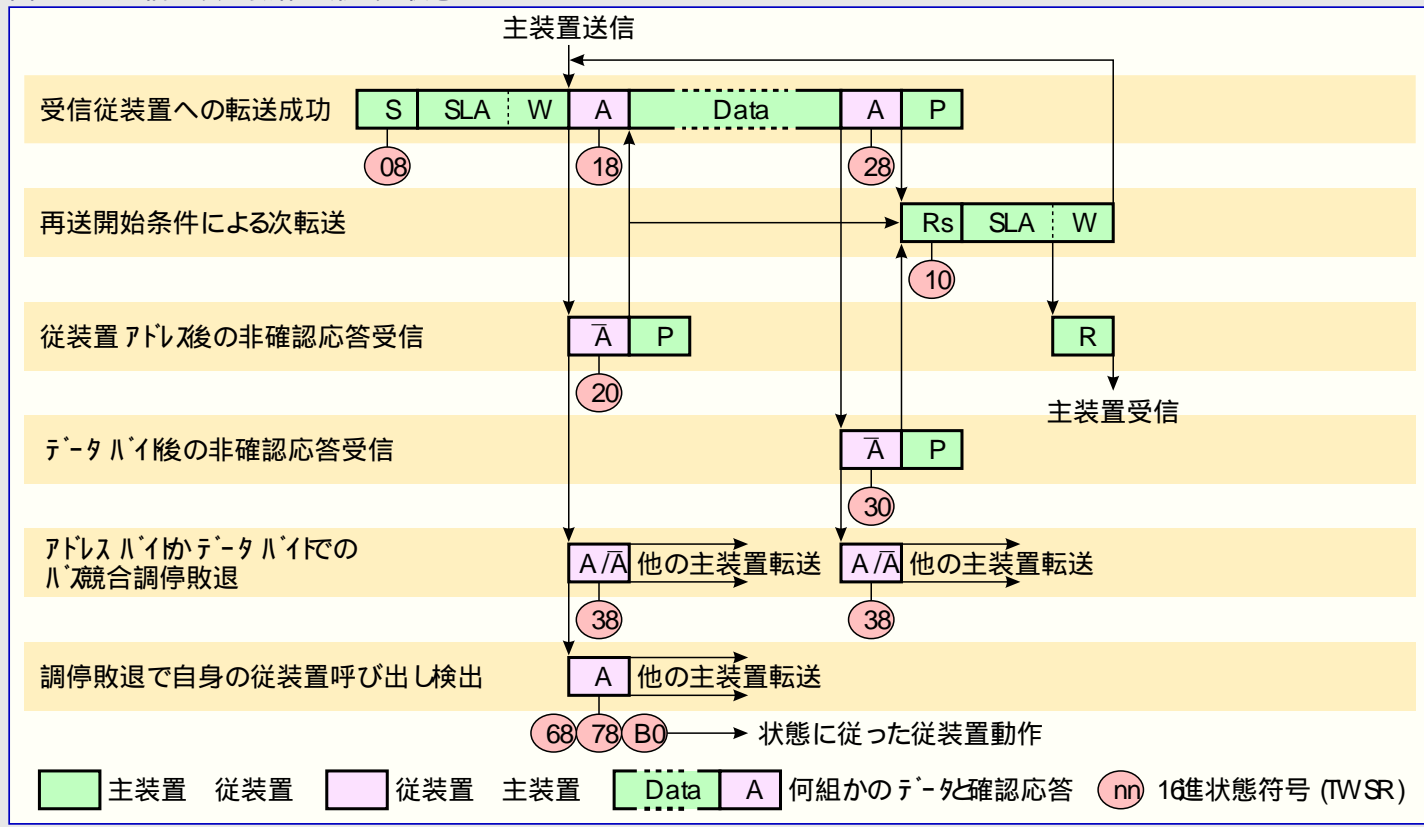 主装置送信
受信従装置への転送成功
S SLA W A Data A P
08 18 28
再送開始条件による次転送
Rs SLA W
10
従装置アドレス後の非確認応答受信
A̅ P
R
20
主装置受信
データ バイト後の非確認応答受信
A̅ P
30
アドレス バイトかデータ バイトでの
バス競合調停敗退
A/A̅ 他の主装置転送 A/A̅ 他の主装置転送
38 38
調停敗退で自身の従装置呼び出し検出
A 他の主装置転送
68 78 B0 状態に従った従装置動作
主装置 従装置 従装置 主装置 Data A 何組かのデータと確認応答 nn 16進状態符号 (TWSR)